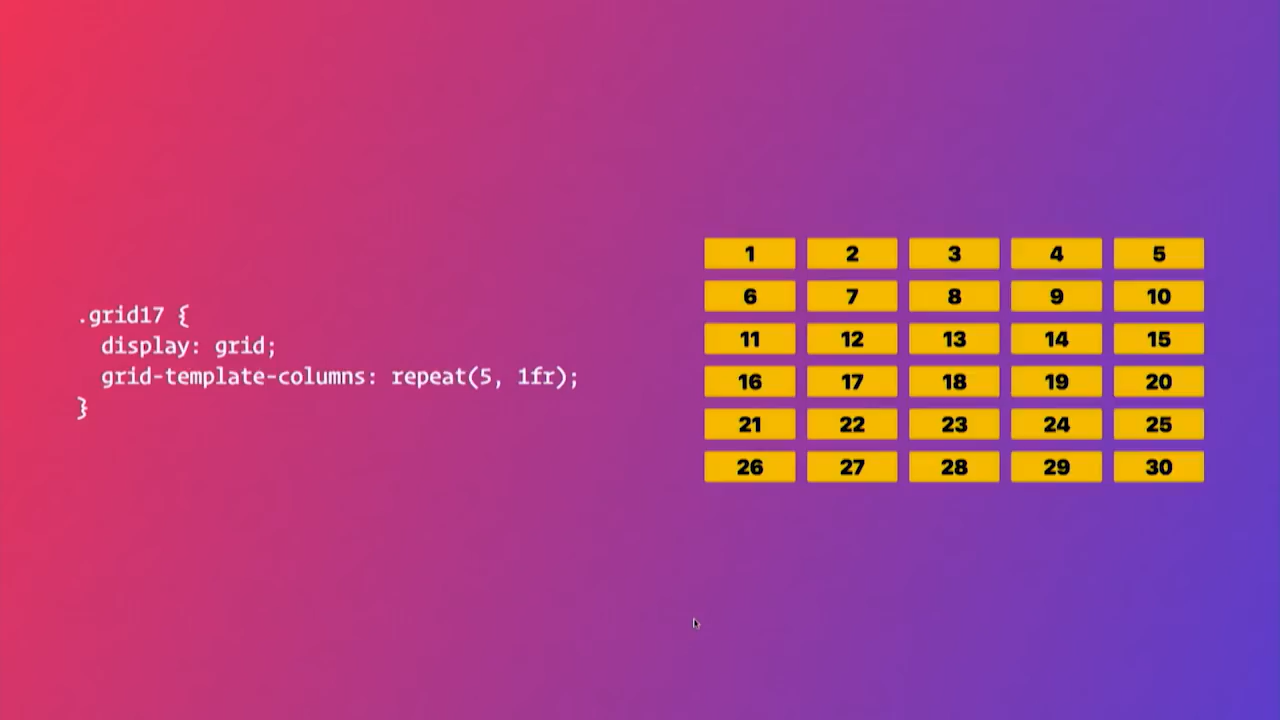 .grid17 {
display: grid;
grid-template-columns: repeat(5, 1fr);
}
1 2 3 4 5
6 7 8 9 10
11 12 13 14 15
16 17 18 19 20
21 22 23 24 25
26 27 28 29 30